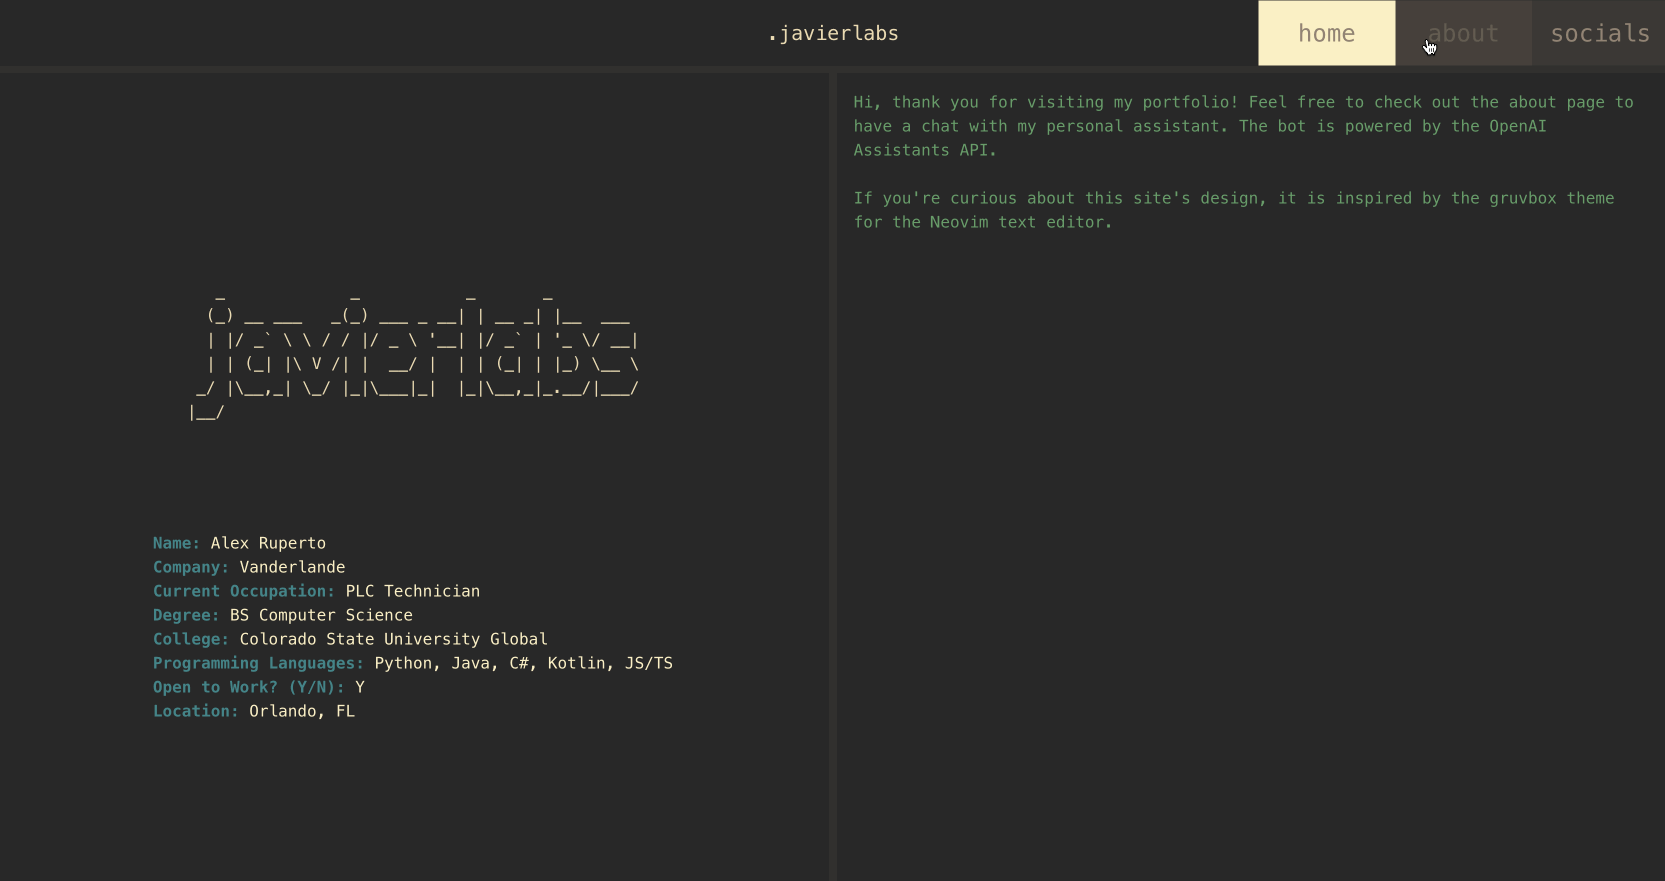 .javierlabs
home
about
socials
Hi, thank you for visiting my portfolio! Feel free to check out the about page to
have a chat with my personal assistant. The bot is powered by the OpenAI
Assistants API.
If you're curious about this site's design, it is inspired by the gruvbox theme
for the Neovim text editor.
javierlabs
Name: Alex Ruperto
Company: Vanderlande
Current Occupation: PLC Technician
Degree: BS Computer Science
College: Colorado State University Global
Programming Languages: Python, Java, C#, Kotlin, JS/TS
Open to Work? (Y/N): Y
Location: Orlando, FL